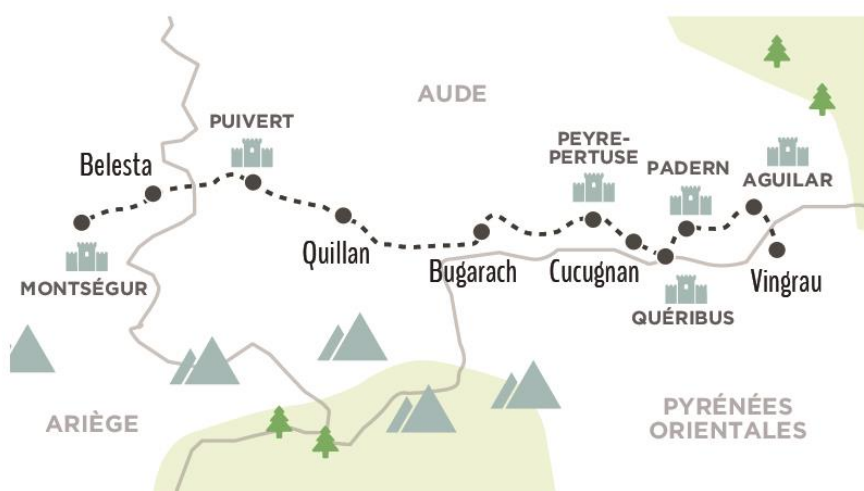 AUDE
PUIVERT
Belesta
PEYRE-
PERTUSE
PADERN
AGUILAR
Quillan
Bugarach
Cucugnan
Vingrau
MONTSÉGUR
QUÉRIBUS
ARIÈGE
PYRÉNÉES
ORIENTALES